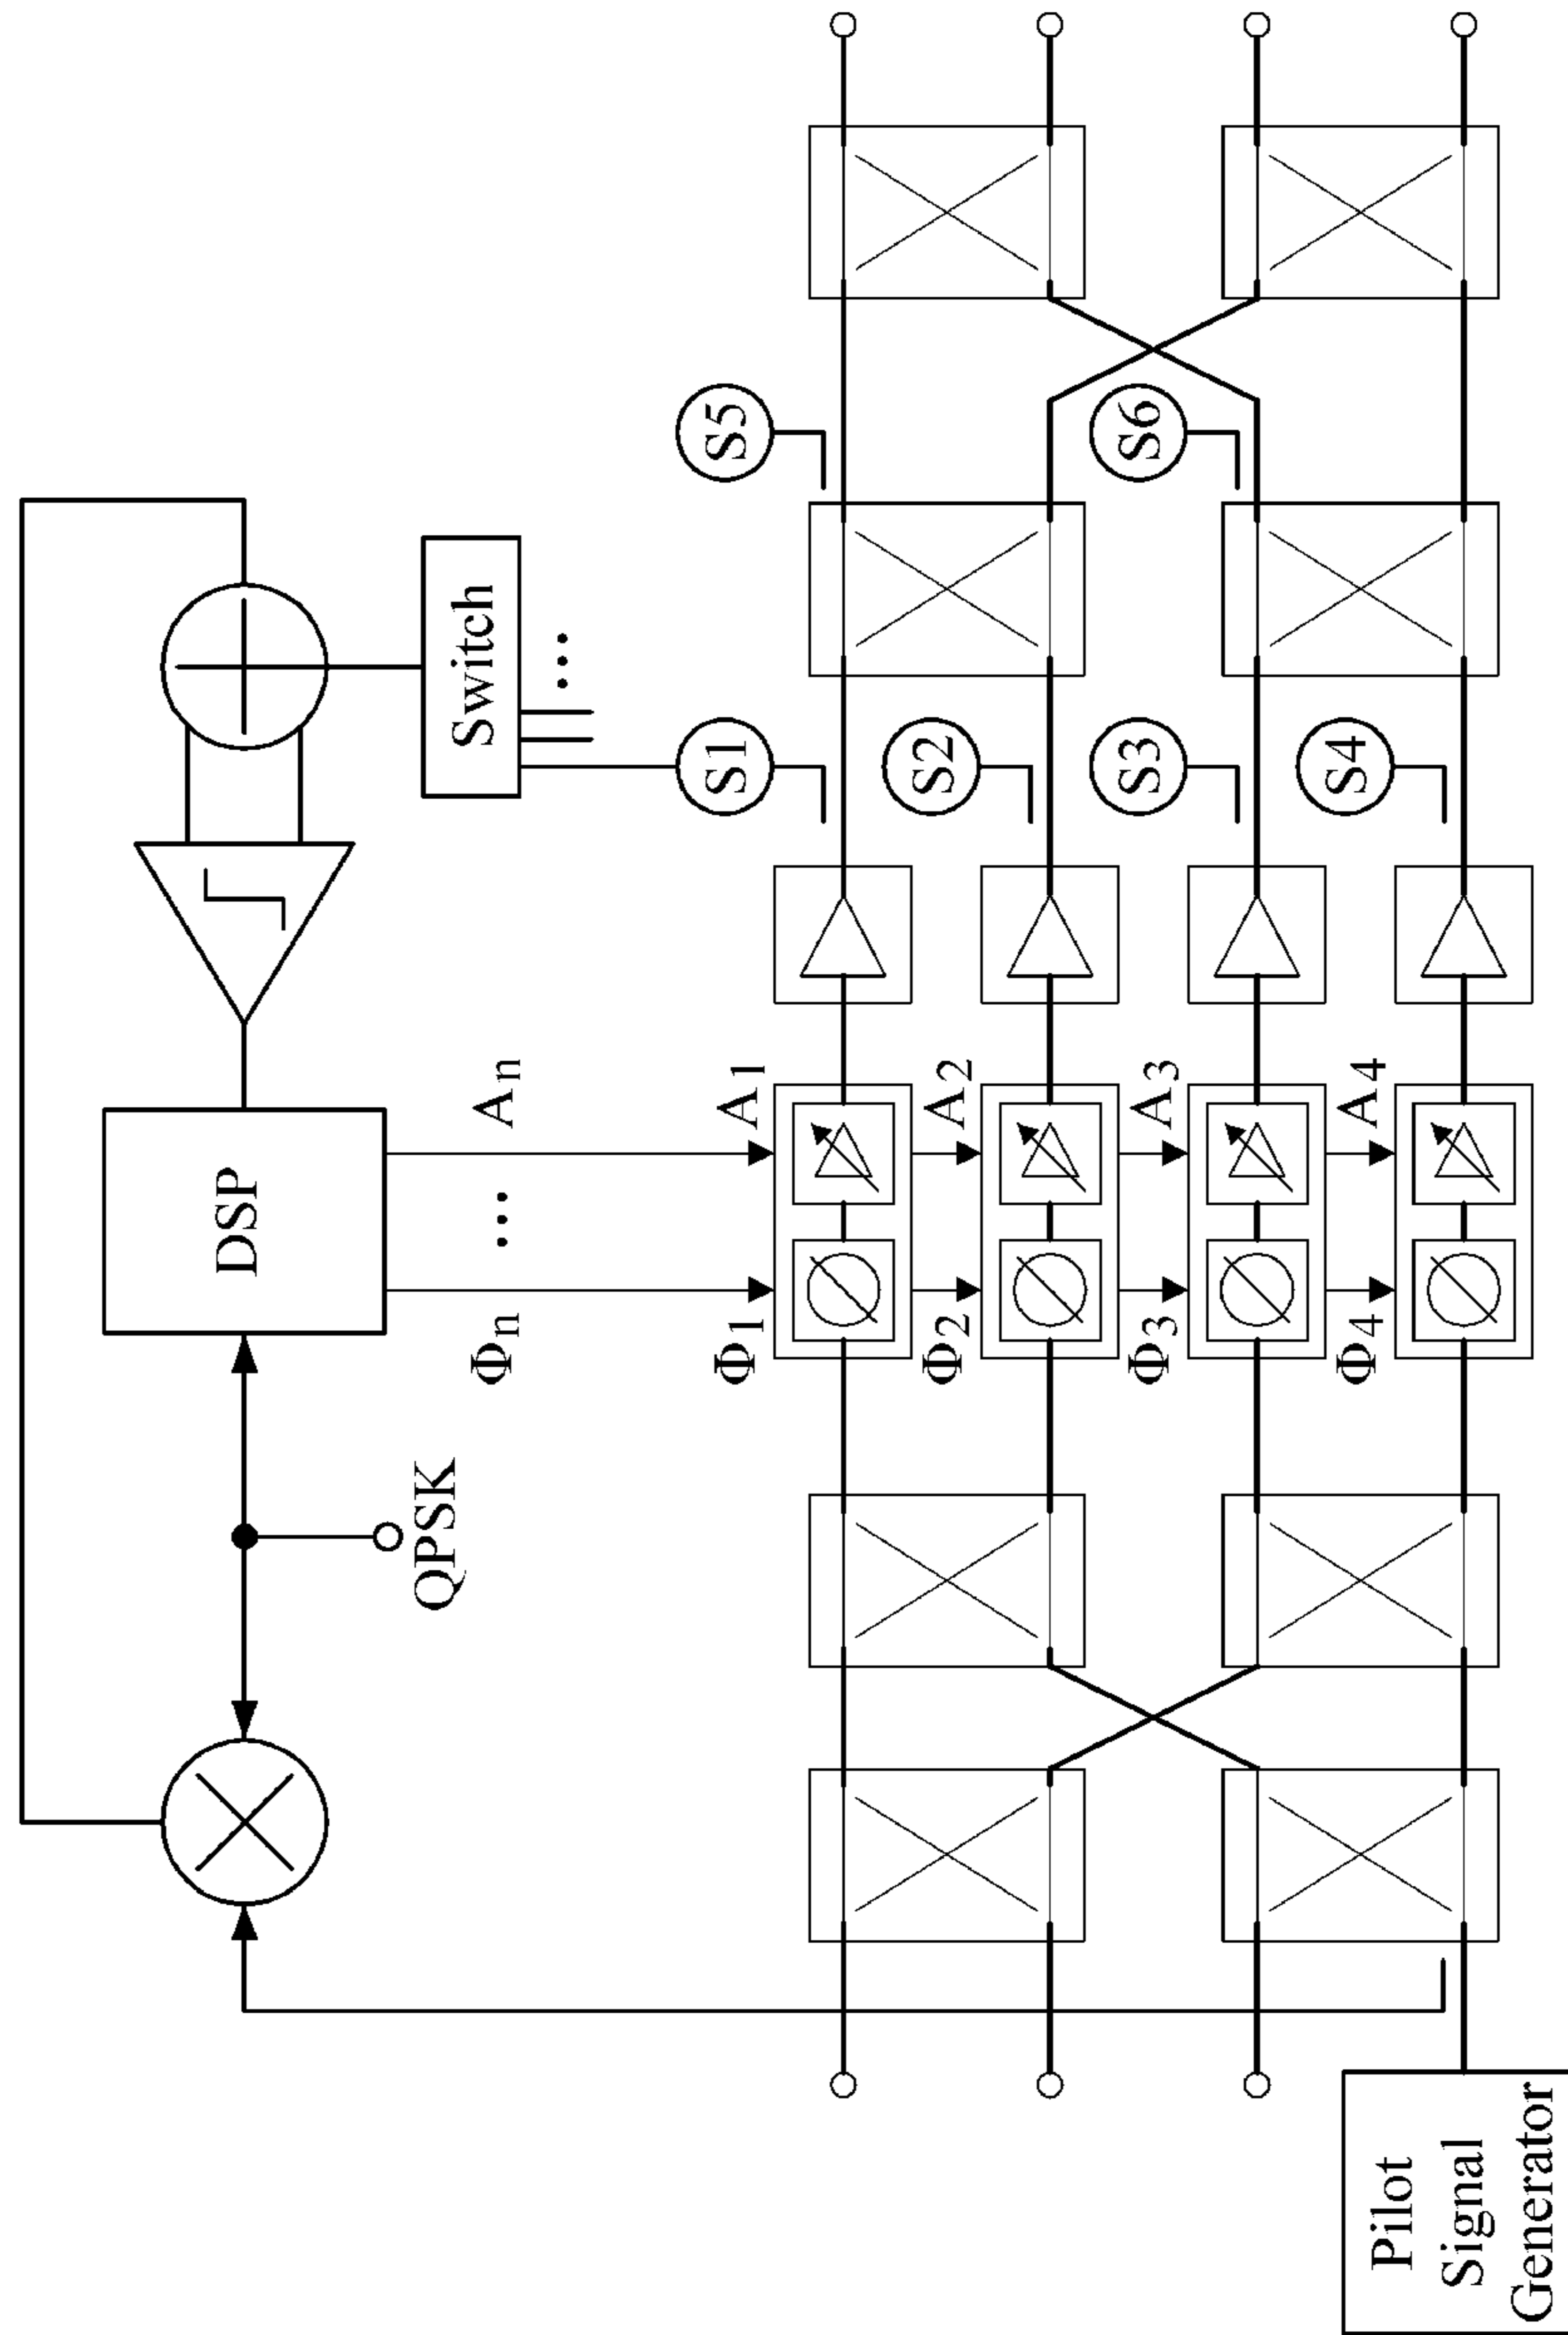 DSP
QPSK
Switch
...
Φn
...
An
Φ1
A1
Φ2
A2
Φ3
A3
Φ4
A4
S1
S2
S3
S4
S5
S6
Pilot
Signal
Generator